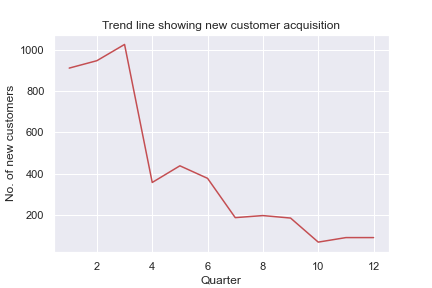 Trend line showing new customer acquisition
1000
800
600
400
200
No. of new customers
2 4 6 8 10 12
Quarter